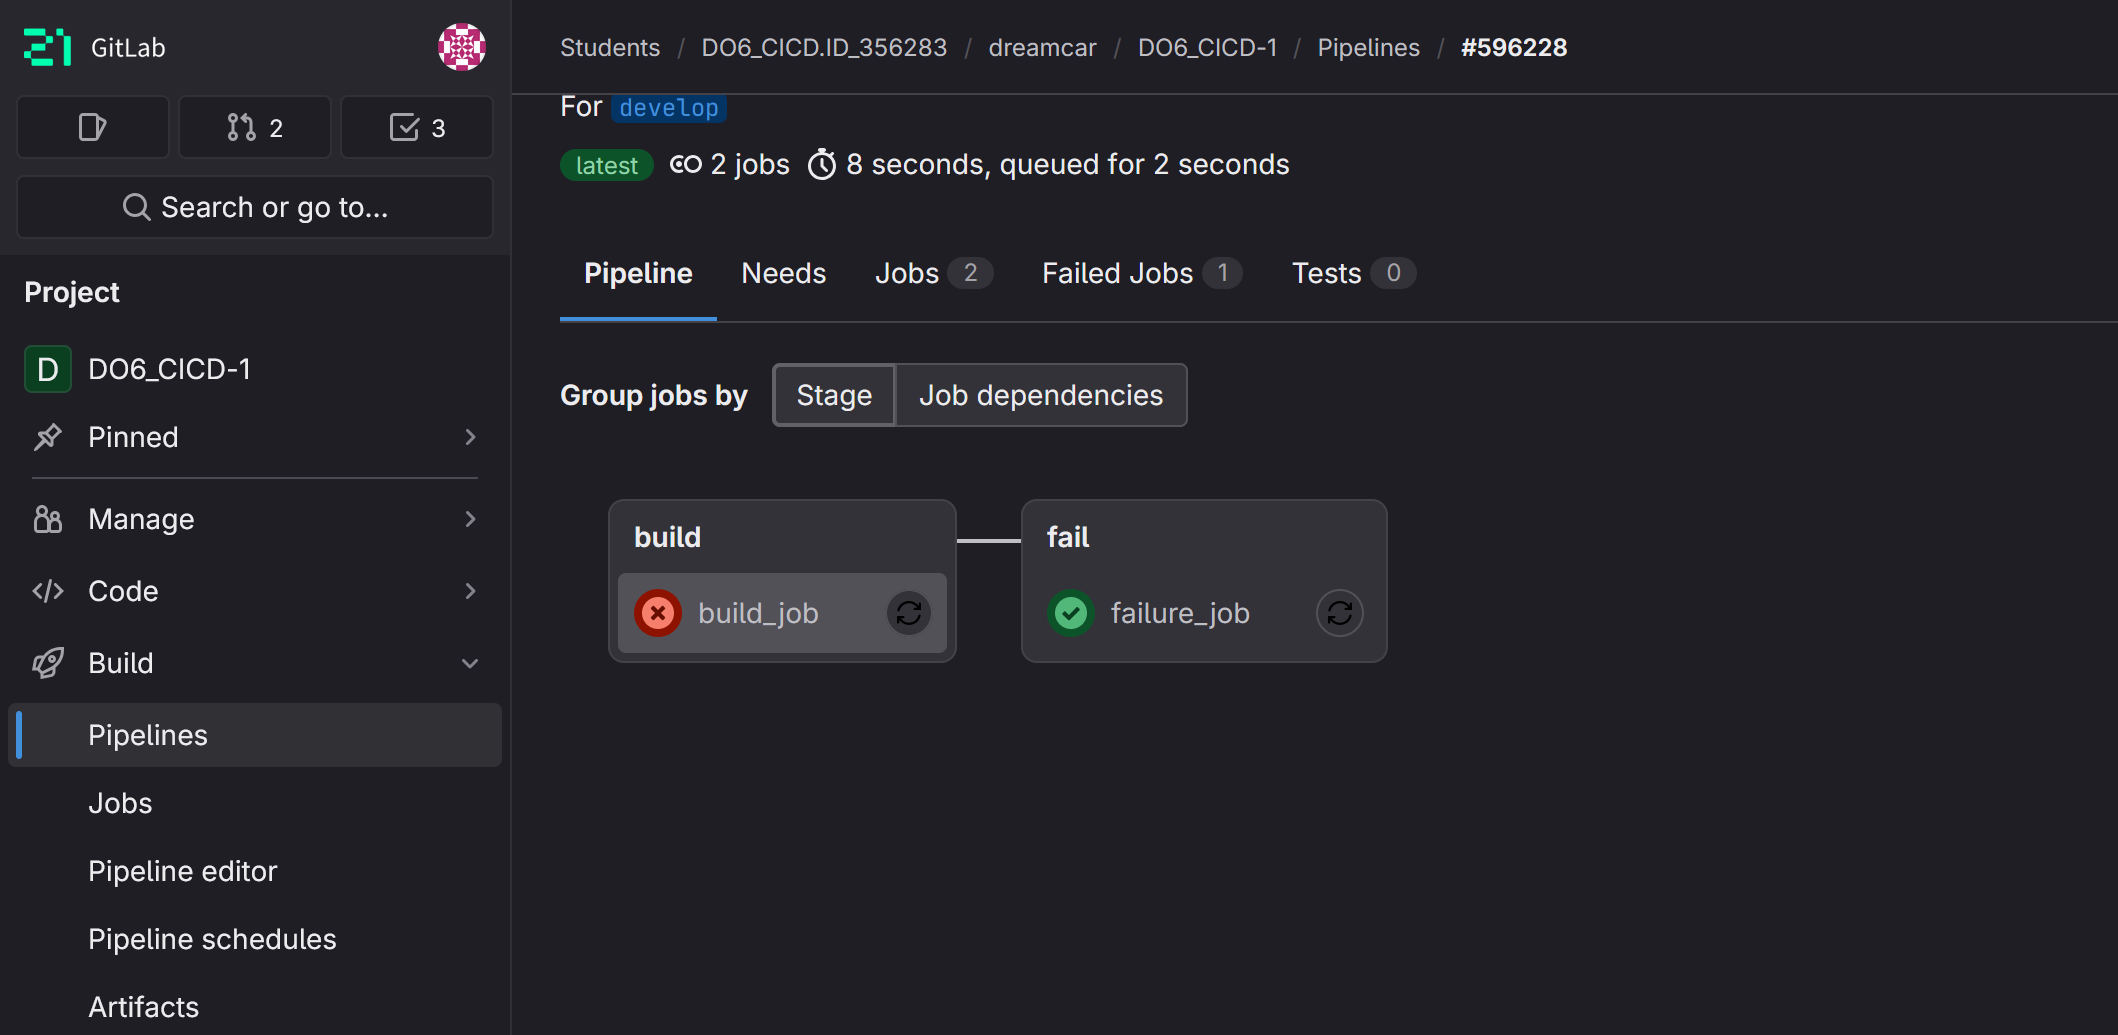 GitLab
2
3
Search or go to...
Project
D DO6_CICD-1
Pinned
Manage
Code
Build
Pipelines
Jobs
Pipeline editor
Pipeline schedules
Artifacts
Students / DO6_CICD.ID_356283 / dreamcar / DO6_CICD-1 / Pipelines / #596228
For develop
latest 2 jobs 8 seconds, queued for 2 seconds
Pipeline Needs Jobs 2 Failed Jobs 1 Tests 0
Group jobs by Stage Job dependencies
build
build_job
fail
failure_job